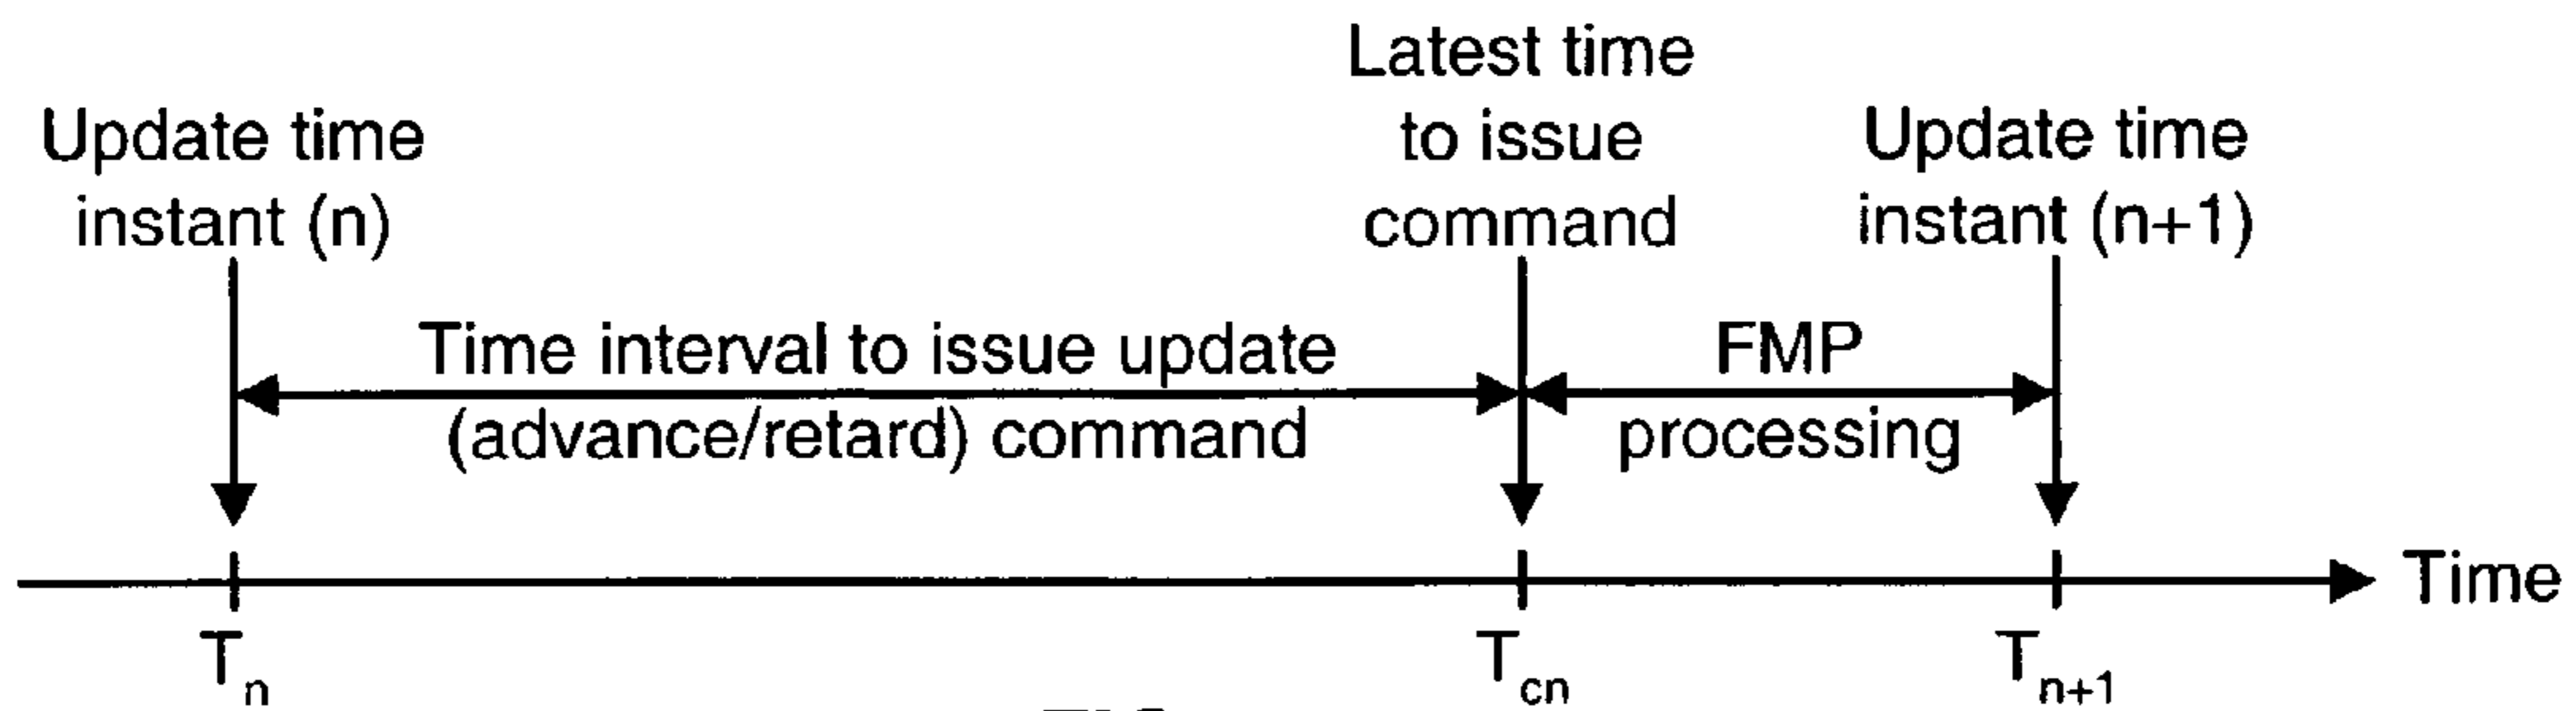 Update time
instant (n)
Latest time
to issue
command
Update time
instant (n+1)
Time interval to issue update
(advance/retard) command
FMP
processing
Time
Tn
Tcn
Tn+1